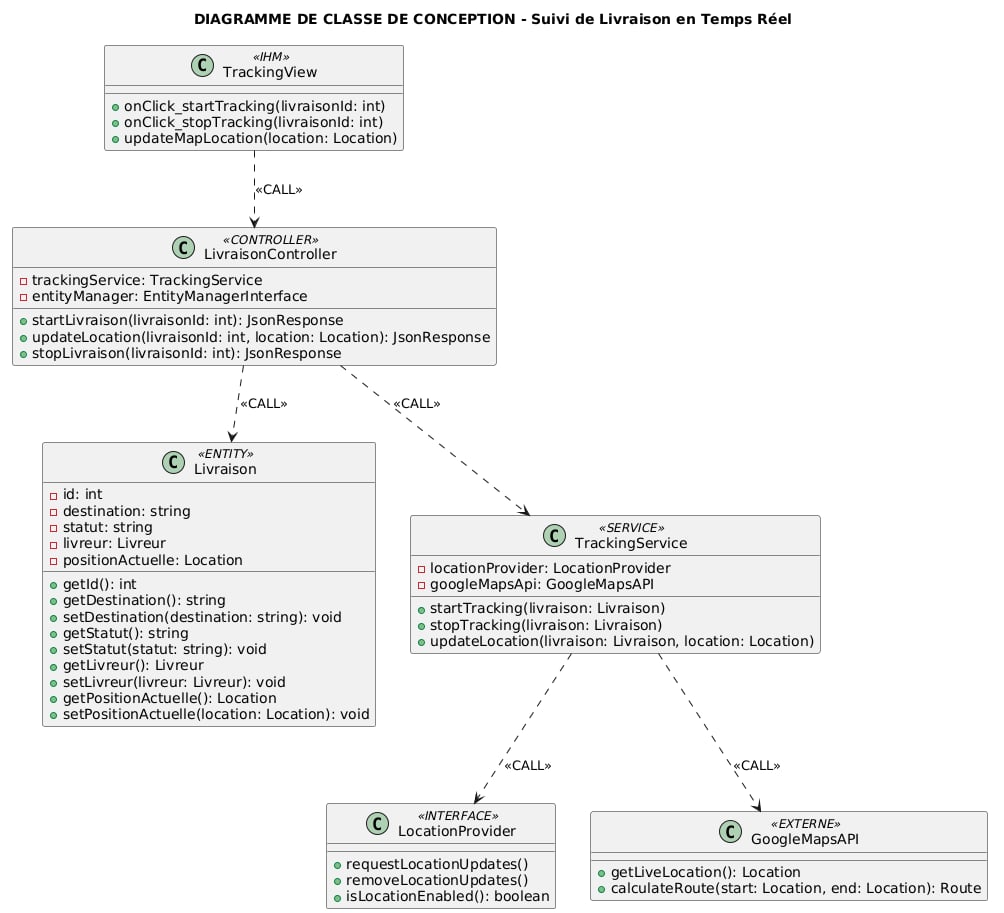 DIAGRAMME DE CLASSE DE CONCEPTION - Suivi de Livraison en Temps Réel
«IHM»
C TrackingView
onClick_startTracking(livraisonId: int)
onClick_stopTracking(livraisonId: int)
updateMapLocation(location: Location)
«CALL»
«CONTROLLER»
C LivraisonController
trackingService: TrackingService
entityManager: EntityManagerInterface
startLivraison(livraisonId: int): JsonResponse
updateLocation(livraisonId: int, location: Location): JsonResponse
stopLivraison(livraisonId: int): JsonResponse
«CALL»
«CALL»
«ENTITY»
C Livraison
id: int
destination: string
statut: string
livreur: Livreur
positionActuelle: Location
getId(): int
getDestination(): string
setDestination(destination: string): void
getStatut(): string
setStatut(statut: string): void
getLivreur(): Livreur
setLivreur(livreur: Livreur): void
getPositionActuelle(): Location
setPositionActuelle(location: Location): void
«SERVICE»
C TrackingService
locationProvider: LocationProvider
googleMapsApi: GoogleMapsAPI
startTracking(livraison: Livraison)
stopTracking(livraison: Livraison)
updateLocation(livraison: Livraison, location: Location)
«CALL»
«CALL»
«INTERFACE»
C LocationProvider
requestLocationUpdates()
removeLocationUpdates()
isLocationEnabled(): boolean
«EXTERNE»
C GoogleMapsAPI
getLiveLocation(): Location
calculateRoute(start: Location, end: Location): Route